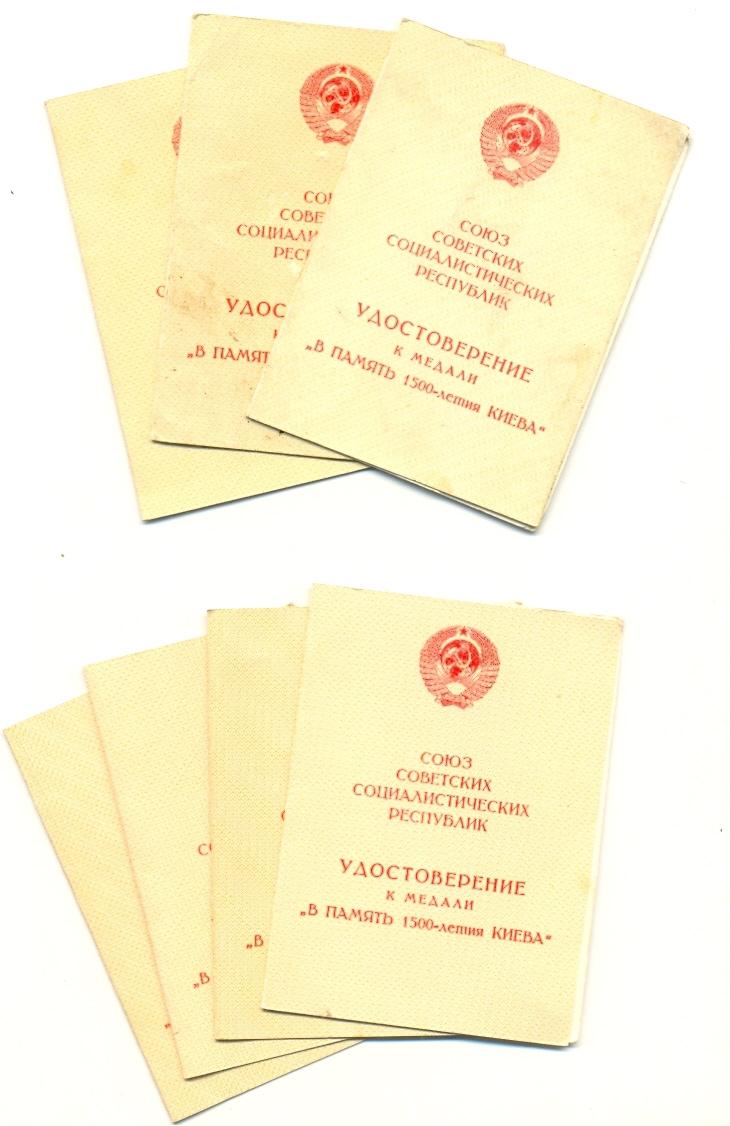 СОЮЗ
СОВЕТСКИХ
СОЦИАЛИСТИЧЕСКИХ
РЕСПУБЛИК
УДОСТОВЕРЕНИЕ
К МЕДАЛИ
„В ПАМЯТЬ 1500-летия КИЕВА“
СОЮЗ
СОВЕТСКИХ
СОЦИАЛИСТИЧЕСКИХ
РЕСПУБЛИК
УДОСТОВЕРЕНИЕ
К МЕДАЛИ
„В ПАМЯТЬ 1500-летия КИЕВА“